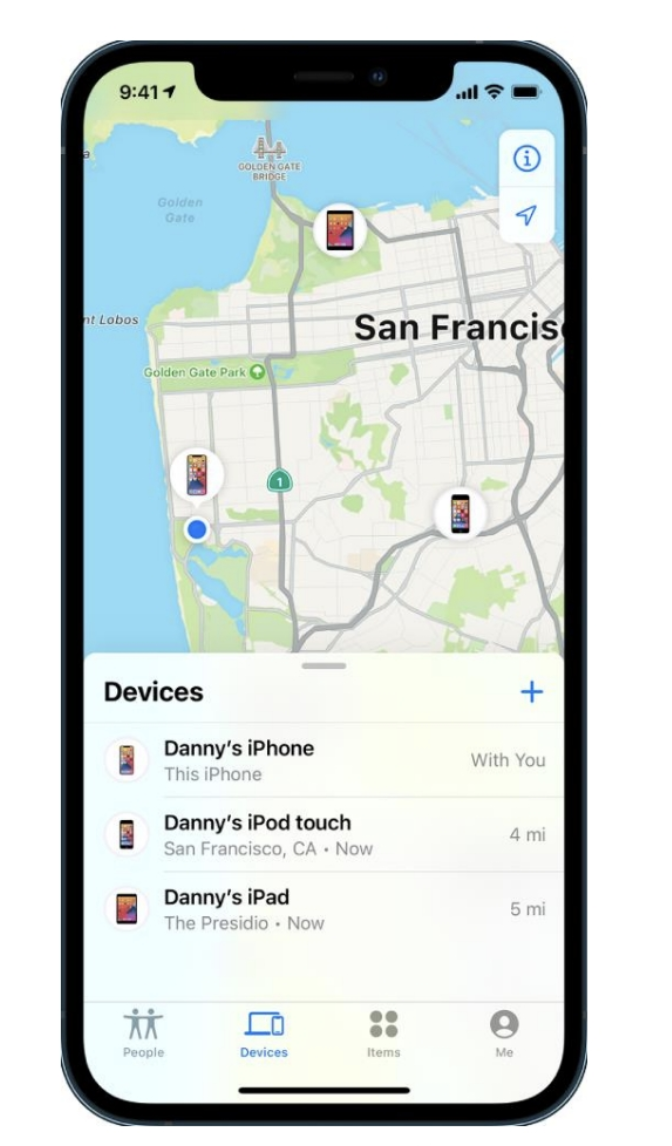 9:41
a
GOLDEN GATE
BRIDGE
Golden
Gate
nt Lobos
San Francis
Golden Gate Park
1
Devices
Danny's iPhone
This iPhone
With You
Danny's iPod touch
San Francisco, CA • Now
4 mi
Danny's iPad
The Presidio • Now
5 mi
People
Devices
Items
Me